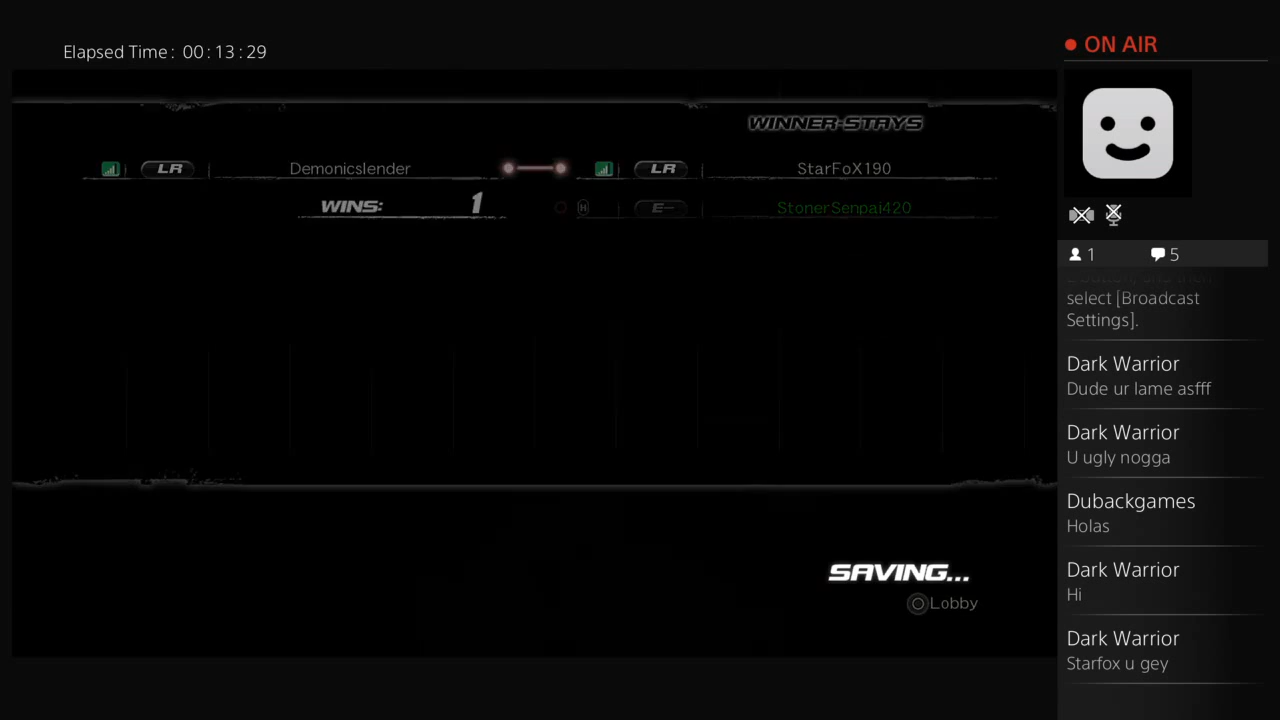 Elapsed Time: 00:13:29
ON AIR
WINNER-STAYS
LR Demonicslender LR StarFoX190
WINS: 1 H E- StonerSenpai420
1 5
select [Broadcast
Settings].
Dark Warrior
Dude ur lame asfff
Dark Warrior
U ugly nogga
Dubackgames
Holas
Dark Warrior
Hi
Dark Warrior
Starfox u gey
SAVING...
Lobby